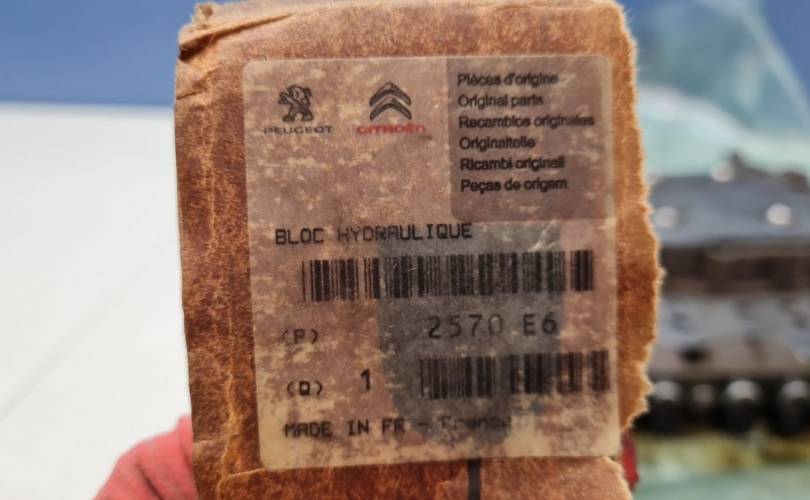 PEUGEOT
CITROËN
Pièces d'origine
Original parts
Recambios originales
Originalteile
Ricambi originali
Peças de origem
BLOC HYDRAULIQUE
(P) 2570 E6
(Q) 1
MADE IN FR - France